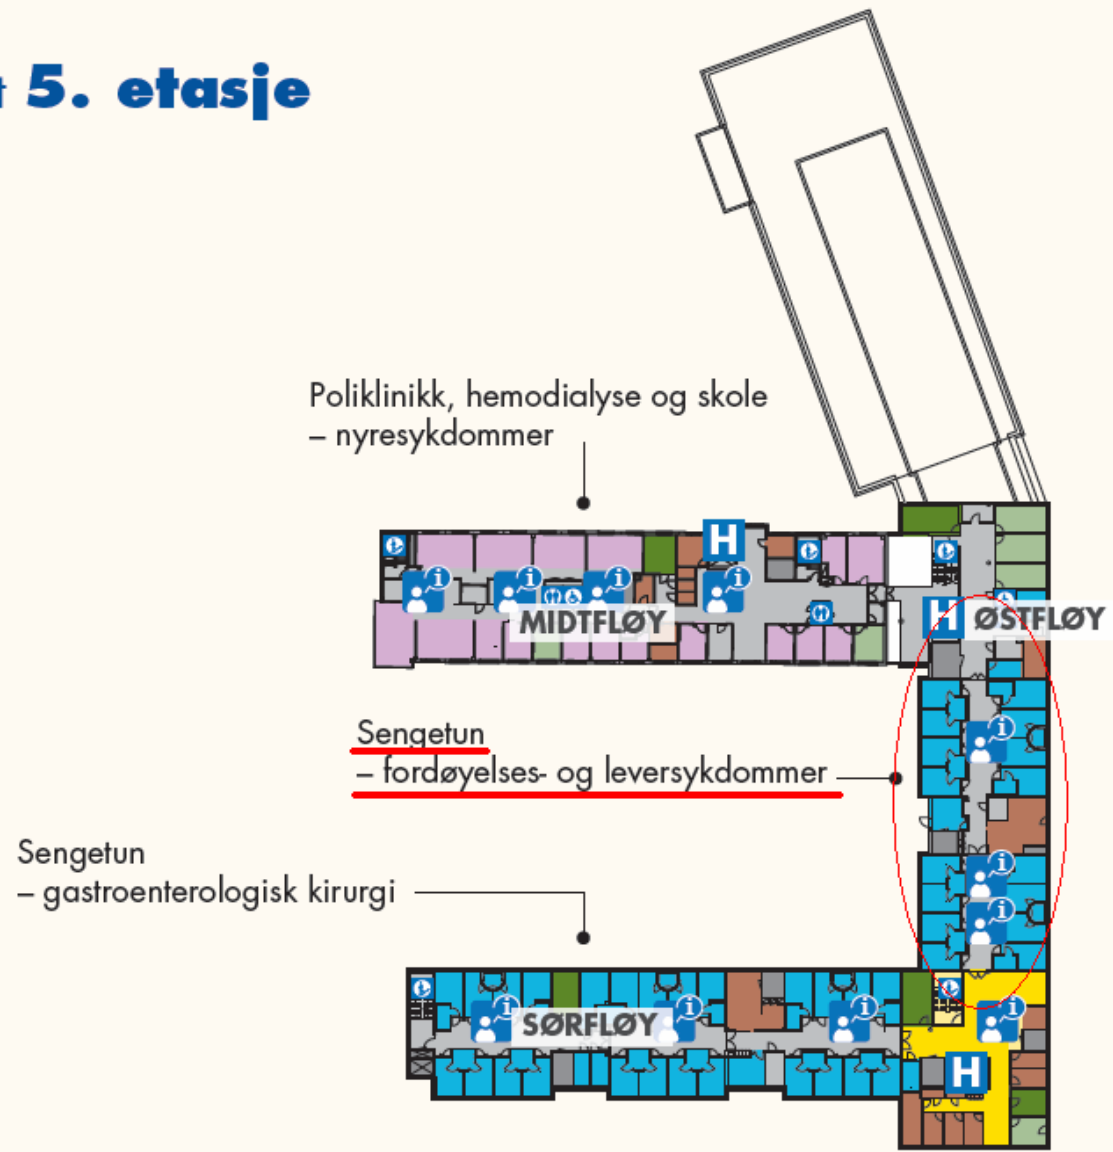 5. etasje
Poliklinikk, hemodialyse og skole
– nyresykdommer
H
i
i
i
i
MIDTFLØY
H ØSTFLØY
Sengetun
– fordøyelses- og leversykdommer
i
Sengetun
– gastroenterologisk kirurgi
i
i
i
i
i
i
SØRFLØY
H